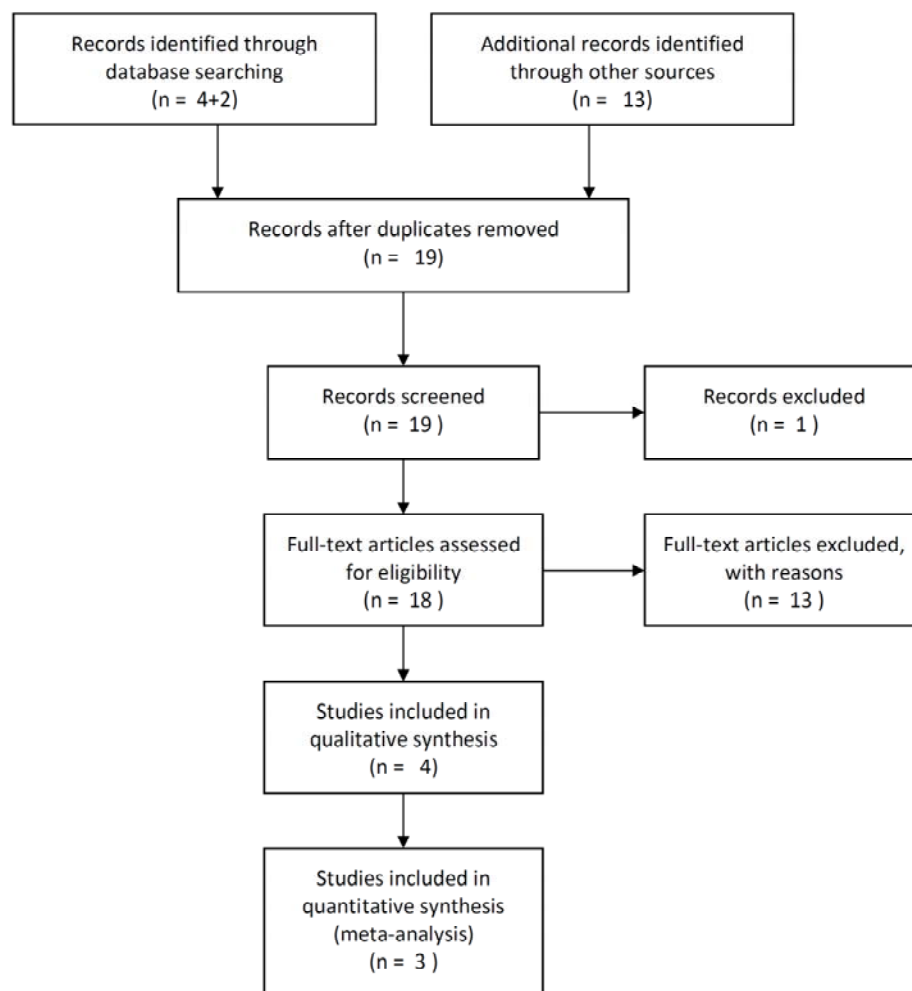 Records identified through
database searching
(n = 4+2)
Additional records identified
through other sources
(n = 13)
Records after duplicates removed
(n = 19)
Records screened
(n = 19 )
Records excluded
(n = 1 )
Full-text articles assessed
for eligibility
(n = 18 )
Full-text articles excluded,
with reasons
(n = 13 )
Studies included in
qualitative synthesis
(n = 4)
Studies included in
quantitative synthesis
(meta-analysis)
(n = 3 )